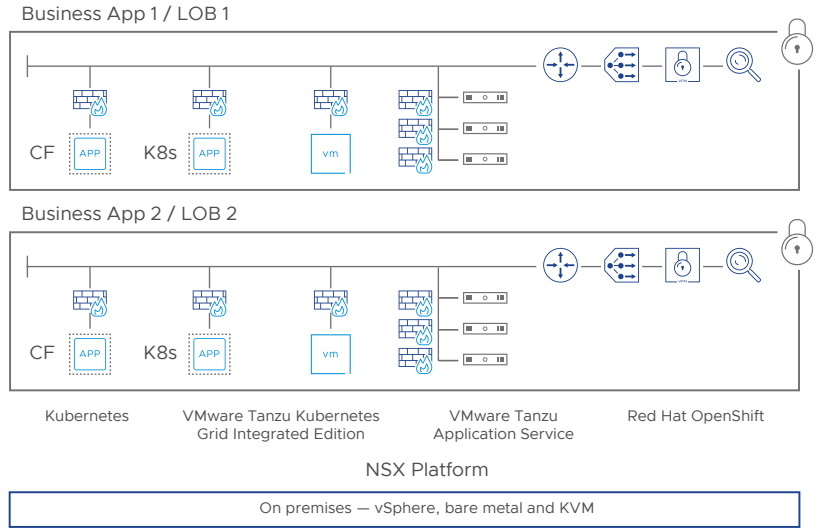 Business App 1 / LOB 1
VPN
CF
APP
K8s
APP
vm
Business App 2 / LOB 2
VPN
CF
APP
K8s
APP
vm
Kubernetes
VMware Tanzu Kubernetes
Grid Integrated Edition
VMware Tanzu
Application Service
Red Hat OpenShift
NSX Platform
On premises — vSphere, bare metal and KVM